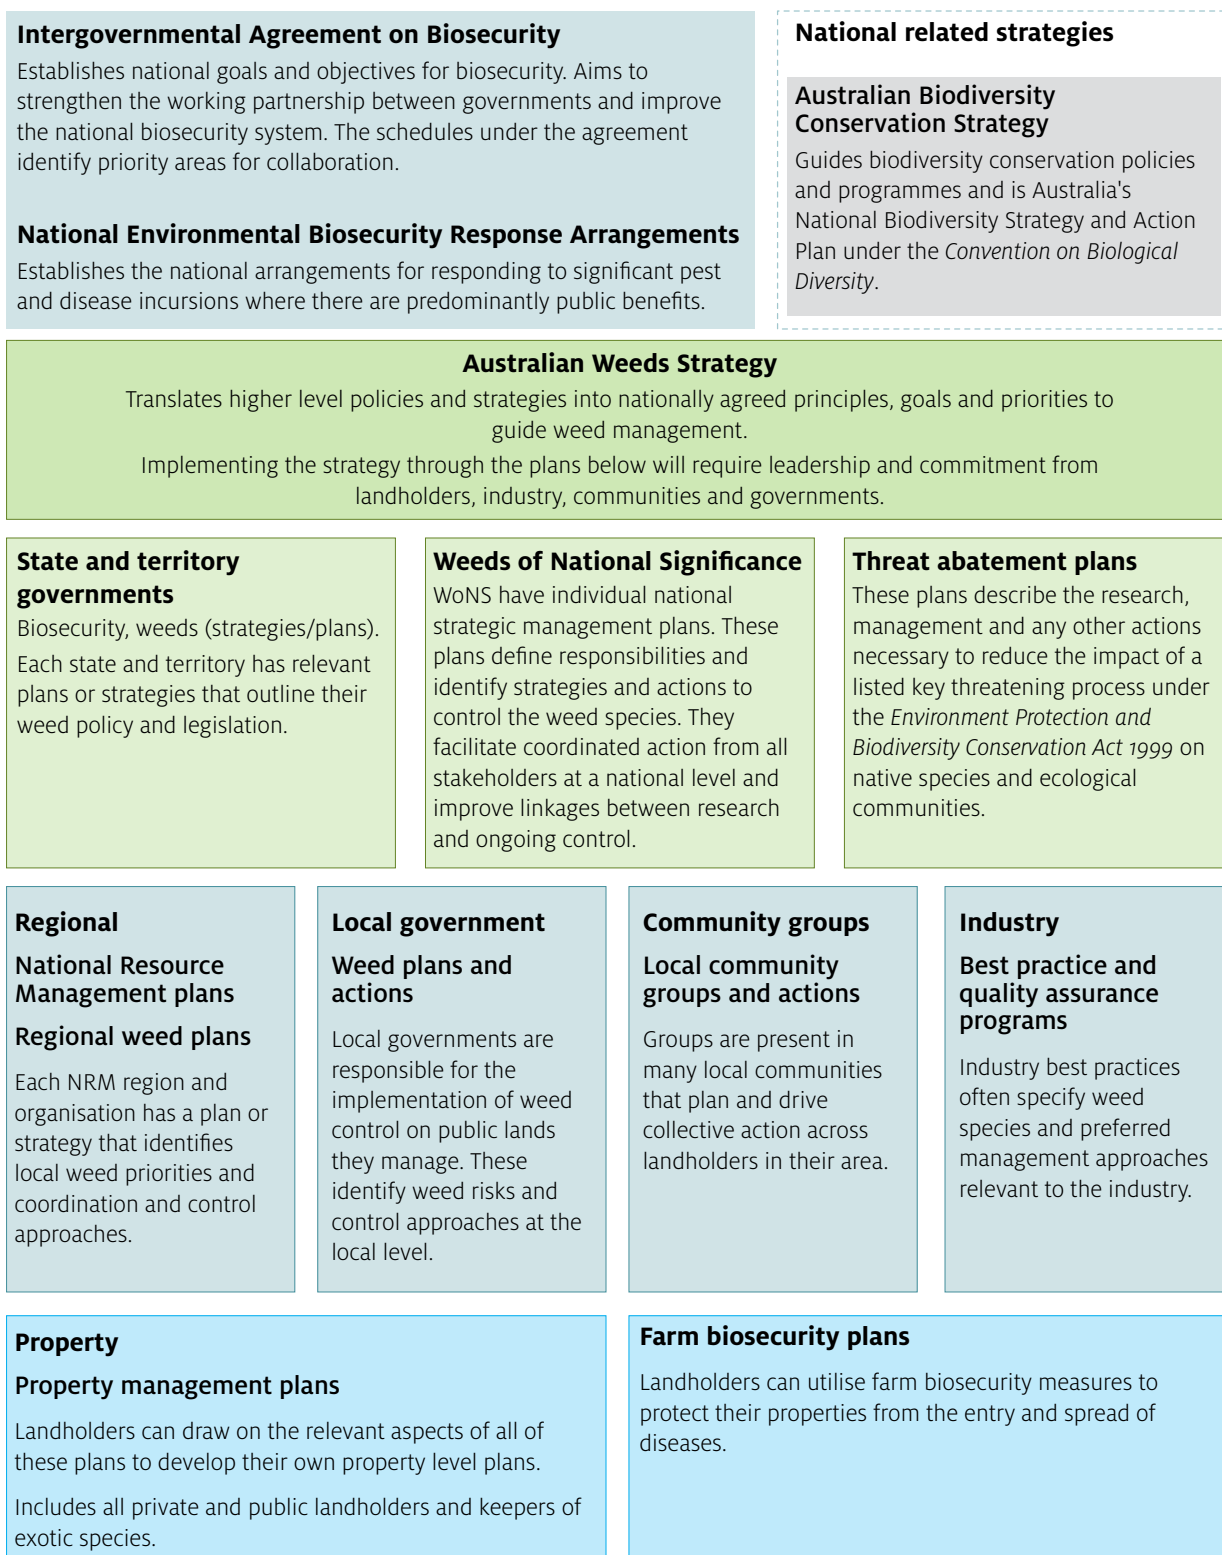 Intergovernmental Agreement on Biosecurity
Establishes national goals and objectives for biosecurity. Aims to
strengthen the working partnership between governments and improve
the national biosecurity system. The schedules under the agreement
identify priority areas for collaboration.
National Environmental Biosecurity Response Arrangements
Establishes the national arrangements for responding to significant pest
and disease incursions where there are predominantly public benefits.
National related strategies
Australian Biodiversity
Conservation Strategy
Guides biodiversity conservation policies
and programmes and is Australia's
National Biodiversity Strategy and Action
Plan under the Convention on Biological
Diversity.
Australian Weeds Strategy
Translates higher level policies and strategies into nationally agreed principles, goals and priorities to
guide weed management.
Implementing the strategy through the plans below will require leadership and commitment from
landholders, industry, communities and governments.
State and territory
governments
Biosecurity, weeds (strategies/plans).
Each state and territory has relevant
plans or strategies that outline their
weed policy and legislation.
Weeds of National Significance
WoNS have individual national
strategic management plans. These
plans define responsibilities and
identify strategies and actions to
control the weed species. They
facilitate coordinated action from all
stakeholders at a national level and
improve linkages between research
and ongoing control.
Threat abatement plans
These plans describe the research,
management and any other actions
necessary to reduce the impact of a
listed key threatening process under
the Environment Protection and
Biodiversity Conservation Act 1999 on
native species and ecological
communities.
Regional
National Resource
Management plans
Regional weed plans
Each NRM region and
organisation has a plan or
strategy that identifies
local weed priorities and
coordination and control
approaches.
Local government
Weed plans and
actions
Local governments are
responsible for the
implementation of weed
control on public lands
they manage. These
identify weed risks and
control approaches at the
local level.
Community groups
Local community
groups and actions
Groups are present in
many local communities
that plan and drive
collective action across
landholders in their area.
Industry
Best practice and
quality assurance
programs
Industry best practices
often specify weed
species and preferred
management approaches
relevant to the industry.
Property
Property management plans
Landholders can draw on the relevant aspects of all of
these plans to develop their own property level plans.
Includes all private and public landholders and keepers of
exotic species.
Farm biosecurity plans
Landholders can utilise farm biosecurity measures to
protect their properties from the entry and spread of
diseases.